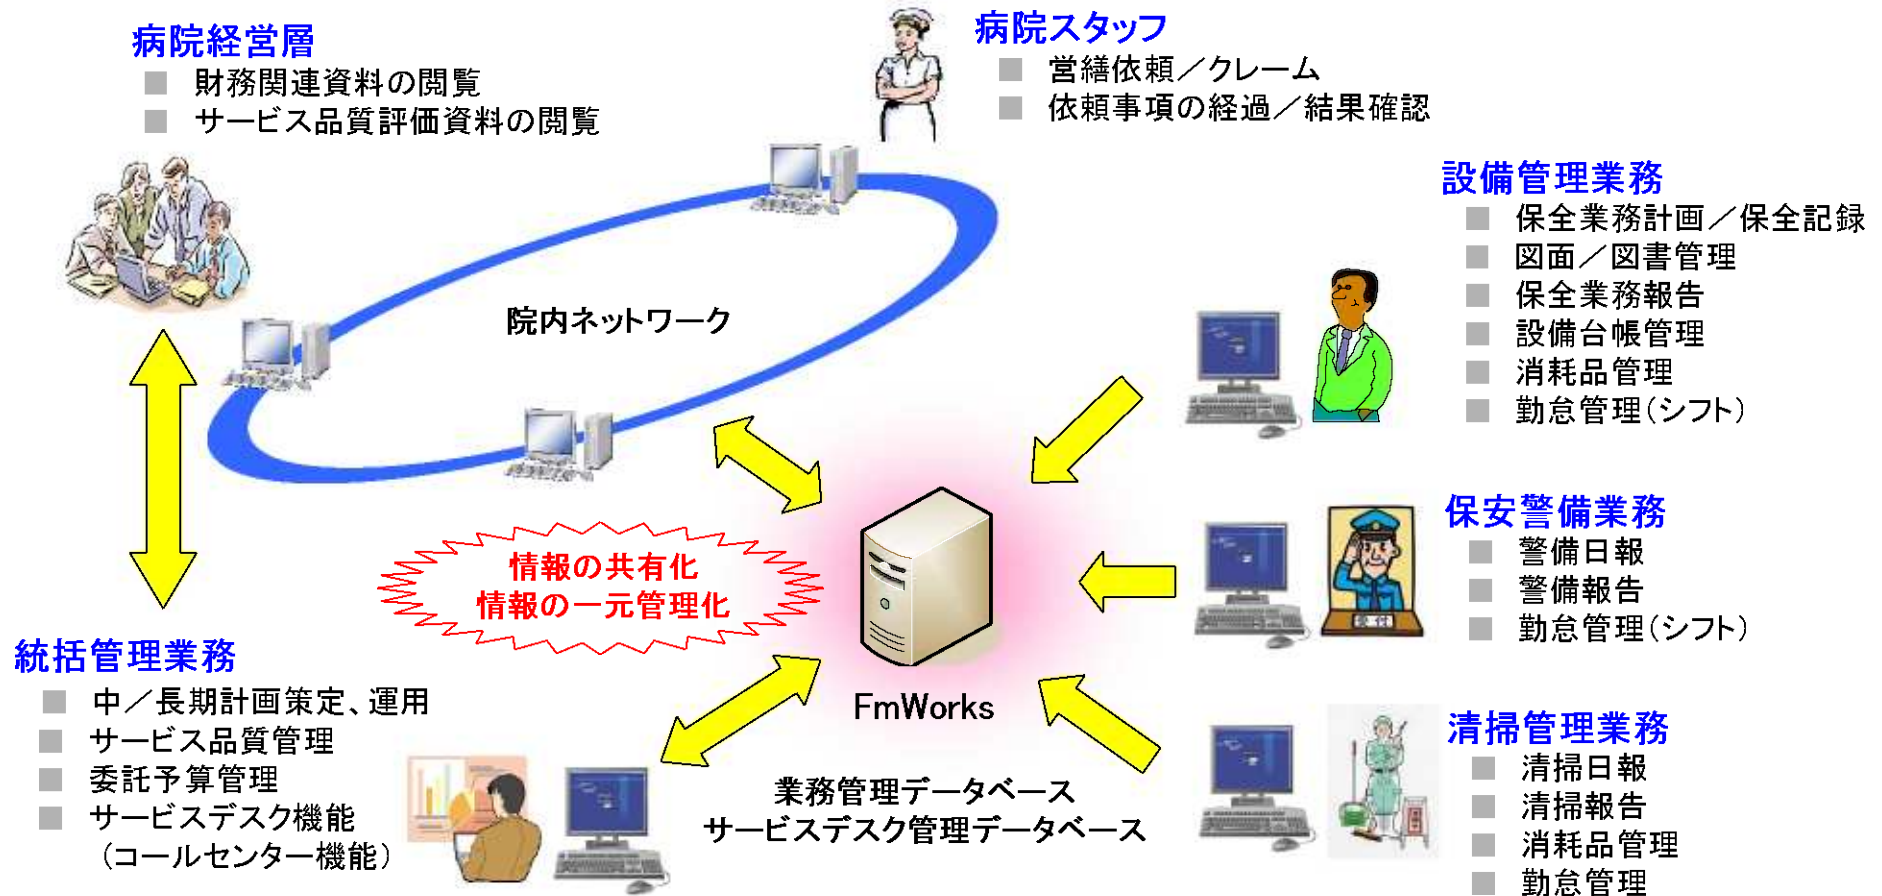 病院経営層
財務関連資料の閲覧
サービス品質評価資料の閲覧
病院スタッフ
営繕依頼／クレーム
依頼事項の経過／結果確認
院内ネットワーク
設備管理業務
保全業務計画／保全記録
図面／図書管理
保全業務報告
設備台帳管理
消耗品管理
勤怠管理（シフト）
情報の共有化
情報の一元管理化
保安警備業務
警備日報
警備報告
勤怠管理（シフト）
受付
統括管理業務
中／長期計画策定、運用
サービス品質管理
委託予算管理
サービスデスク機能
（コールセンター機能）
FmWorks
業務管理データベース
サービスデスク管理データベース
清掃管理業務
清掃日報
清掃報告
消耗品管理
勤怠管理